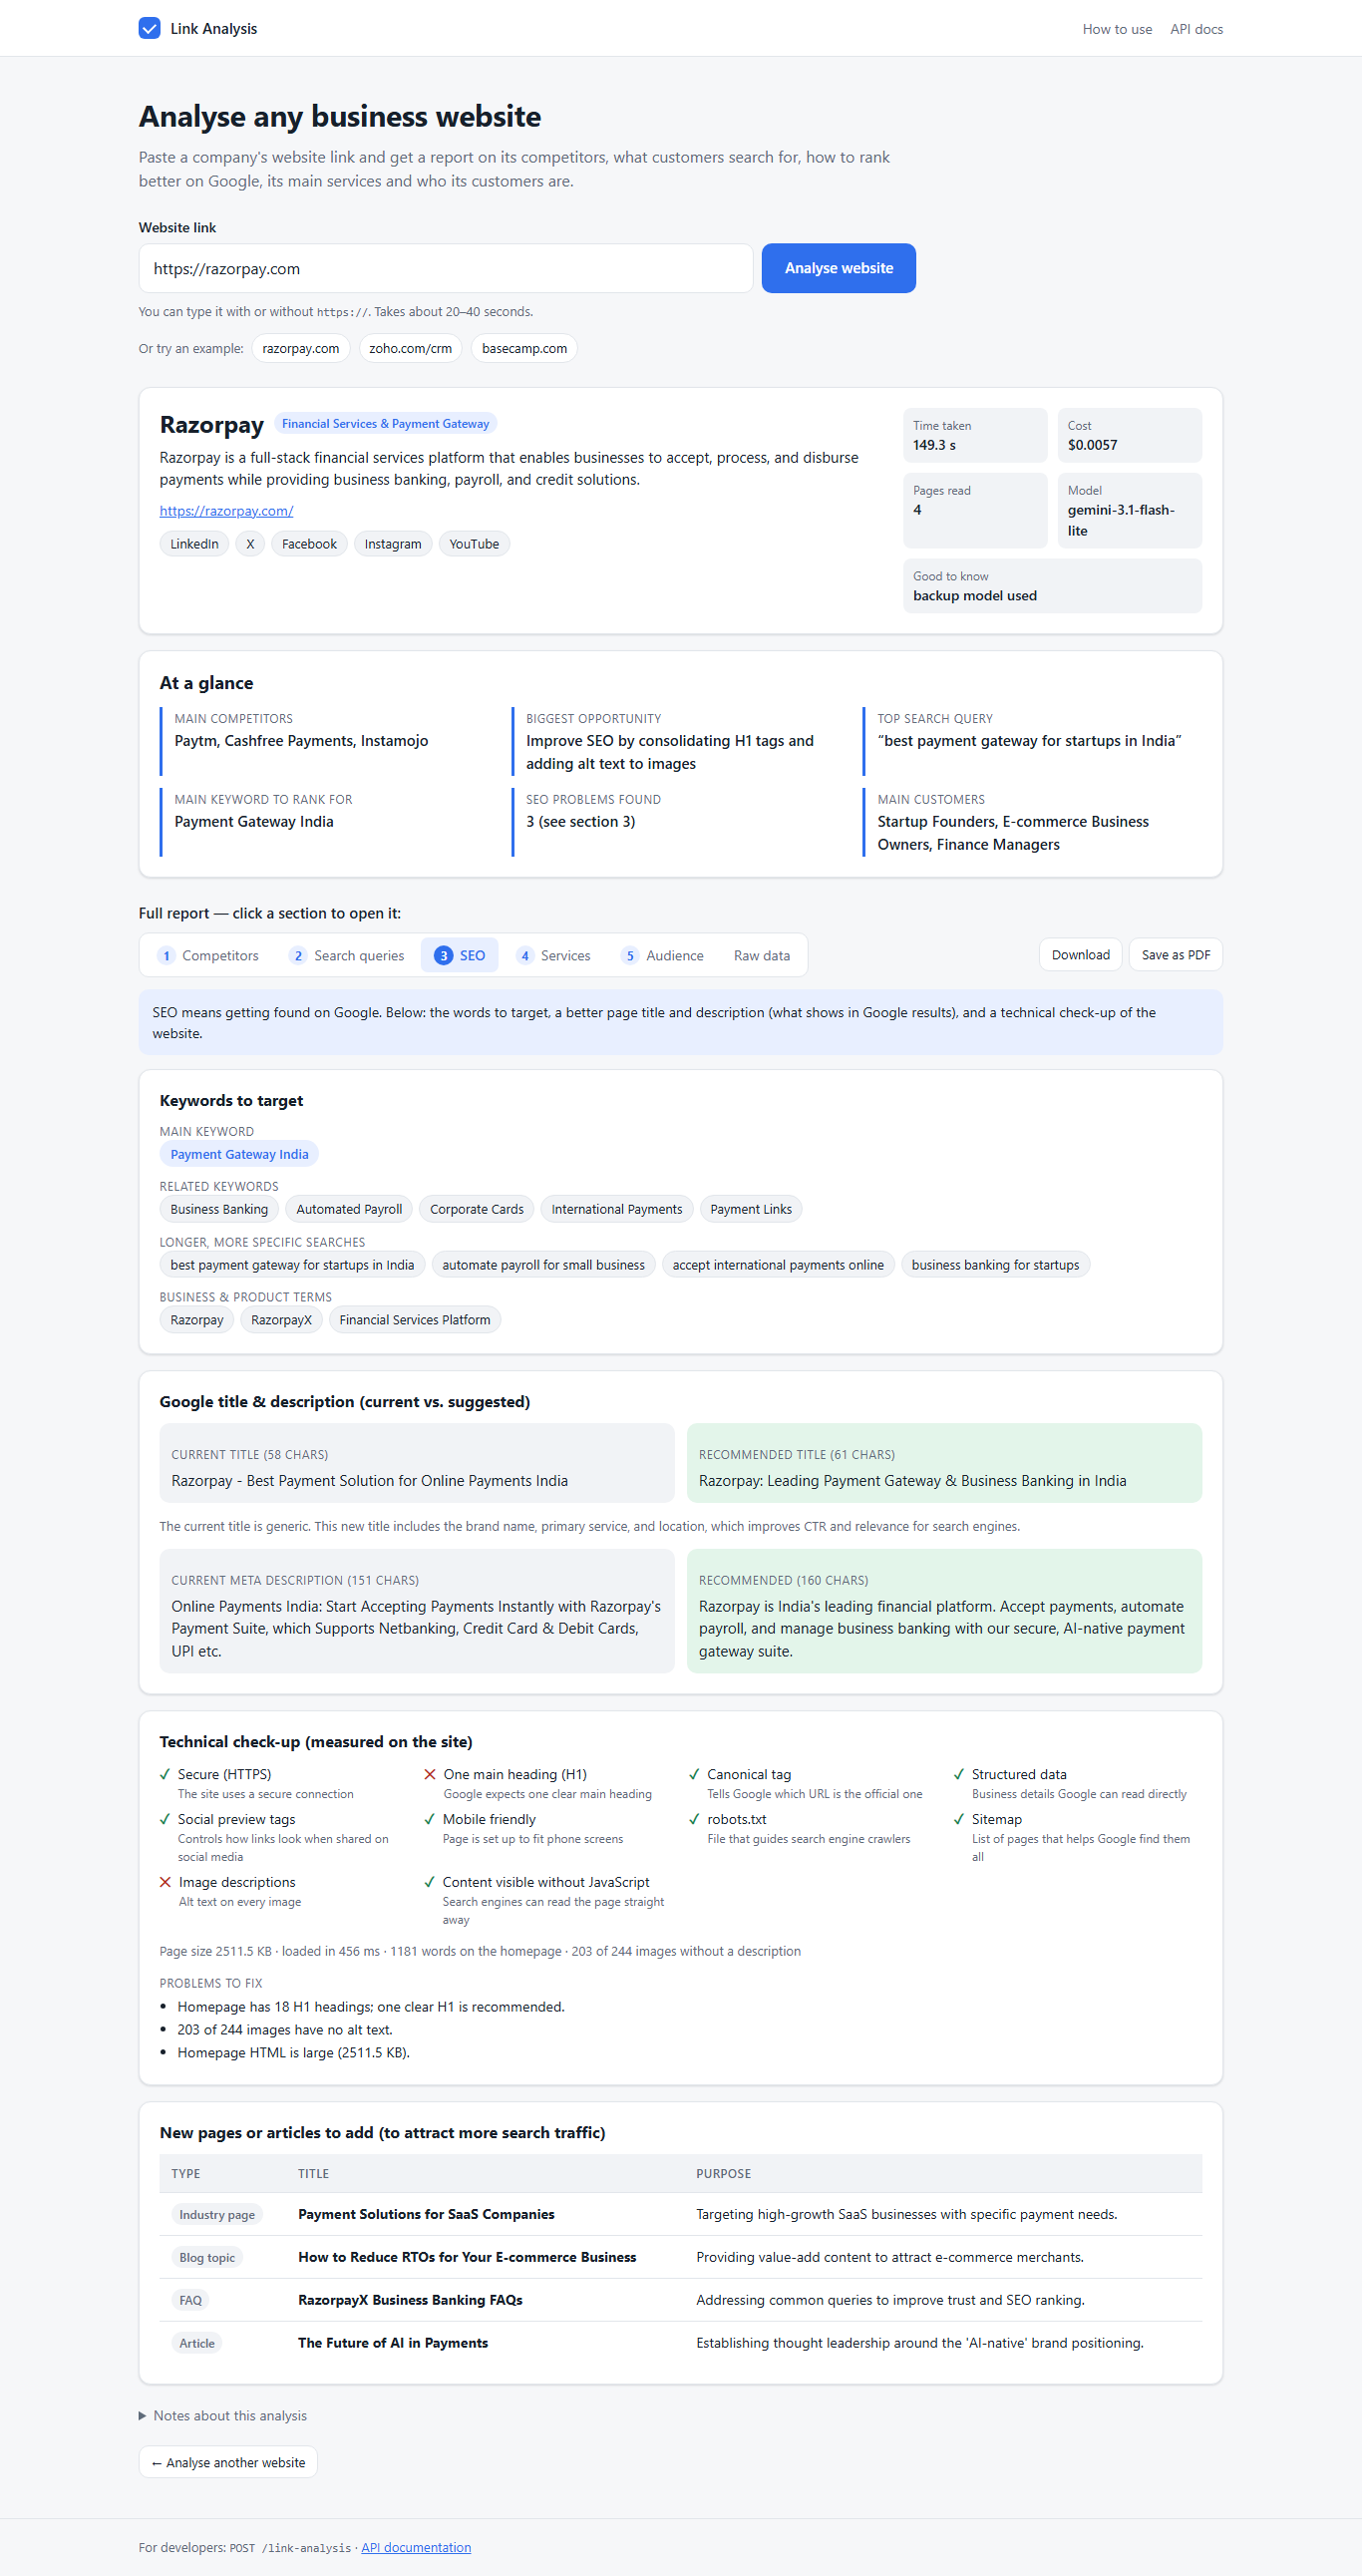 Link Analysis
How to use
API docs
Analyse any business website
Paste a company's website link and get a report on its competitors, what customers search for, how to rank
better on Google, its main services and who its customers are.
Website link
https://razorpay.com
Analyse website
You can type it with or without https://. Takes about 20–40 seconds.
Or try an example:
razorpay.com
zoho.com/crm
basecamp.com
Razorpay
Financial Services & Payment Gateway
Razorpay is a full-stack financial services platform that enables businesses to accept, process, and disburse
payments while providing business banking, payroll, and credit solutions.
https://razorpay.com/
LinkedIn
X
Facebook
Instagram
YouTube
Time taken
149.3 s
Cost
$0.0057
Pages read
4
Model
gemini-3.1-flash-
lite
Good to know
backup model used
At a glance
MAIN COMPETITORS
Paytm, Cashfree Payments, Instamojo
BIGGEST OPPORTUNITY
Improve SEO by consolidating H1 tags and
adding alt text to images
TOP SEARCH QUERY
“best payment gateway for startups in India”
MAIN KEYWORD TO RANK FOR
Payment Gateway India
SEO PROBLEMS FOUND
3 (see section 3)
MAIN CUSTOMERS
Startup Founders, E-commerce Business
Owners, Finance Managers
Full report — click a section to open it:
1 Competitors
2 Search queries
3 SEO
4 Services
5 Audience
Raw data
Download
Save as PDF
SEO means getting found on Google. Below: the words to target, a better page title and description (what shows in Google results), and a technical check-up of the
website.
Keywords to target
MAIN KEYWORD
Payment Gateway India
RELATED KEYWORDS
Business Banking
Automated Payroll
Corporate Cards
International Payments
Payment Links
LONGER, MORE SPECIFIC SEARCHES
best payment gateway for startups in India
automate payroll for small business
accept international payments online
business banking for startups
BUSINESS & PRODUCT TERMS
Razorpay
RazorpayX
Financial Services Platform
Google title & description (current vs. suggested)
CURRENT TITLE (58 CHARS)
Razorpay - Best Payment Solution for Online Payments India
RECOMMENDED TITLE (61 CHARS)
Razorpay: Leading Payment Gateway & Business Banking in India
The current title is generic. This new title includes the brand name, primary service, and location, which improves CTR and relevance for search engines.
CURRENT META DESCRIPTION (151 CHARS)
Online Payments India: Start Accepting Payments Instantly with Razorpay's
Payment Suite, which Supports Netbanking, Credit Card & Debit Cards,
UPI etc.
RECOMMENDED (160 CHARS)
Razorpay is India's leading financial platform. Accept payments, automate
payroll, and manage business banking with our secure, AI-native payment
gateway suite.
Technical check-up (measured on the site)
✓ Secure (HTTPS)
The site uses a secure connection
✕ One main heading (H1)
Google expects one clear main heading
✓ Canonical tag
Tells Google which URL is the official one
✓ Structured data
Business details Google can read directly
✓ Social preview tags
Controls how links look when shared on
social media
✓ Mobile friendly
Page is set up to fit phone screens
✓ robots.txt
File that guides search engine crawlers
✓ Sitemap
List of pages that helps Google find them
all
✕ Image descriptions
Alt text on every image
✓ Content visible without JavaScript
Search engines can read the page straight
away
Page size 2511.5 KB · loaded in 456 ms · 1181 words on the homepage · 203 of 244 images without a description
PROBLEMS TO FIX
• Homepage has 18 H1 headings; one clear H1 is recommended.
• 203 of 244 images have no alt text.
• Homepage HTML is large (2511.5 KB).
New pages or articles to add (to attract more search traffic)
TYPE
TITLE
PURPOSE
Industry page
Payment Solutions for SaaS Companies
Targeting high-growth SaaS businesses with specific payment needs.
Blog topic
How to Reduce RTOs for Your E-commerce Business
Providing value-add content to attract e-commerce merchants.
FAQ
RazorpayX Business Banking FAQs
Addressing common queries to improve trust and SEO ranking.
Article
The Future of AI in Payments
Establishing thought leadership around the 'AI-native' brand positioning.
▶ Notes about this analysis
← Analyse another website
For developers: POST /link-analysis · API documentation